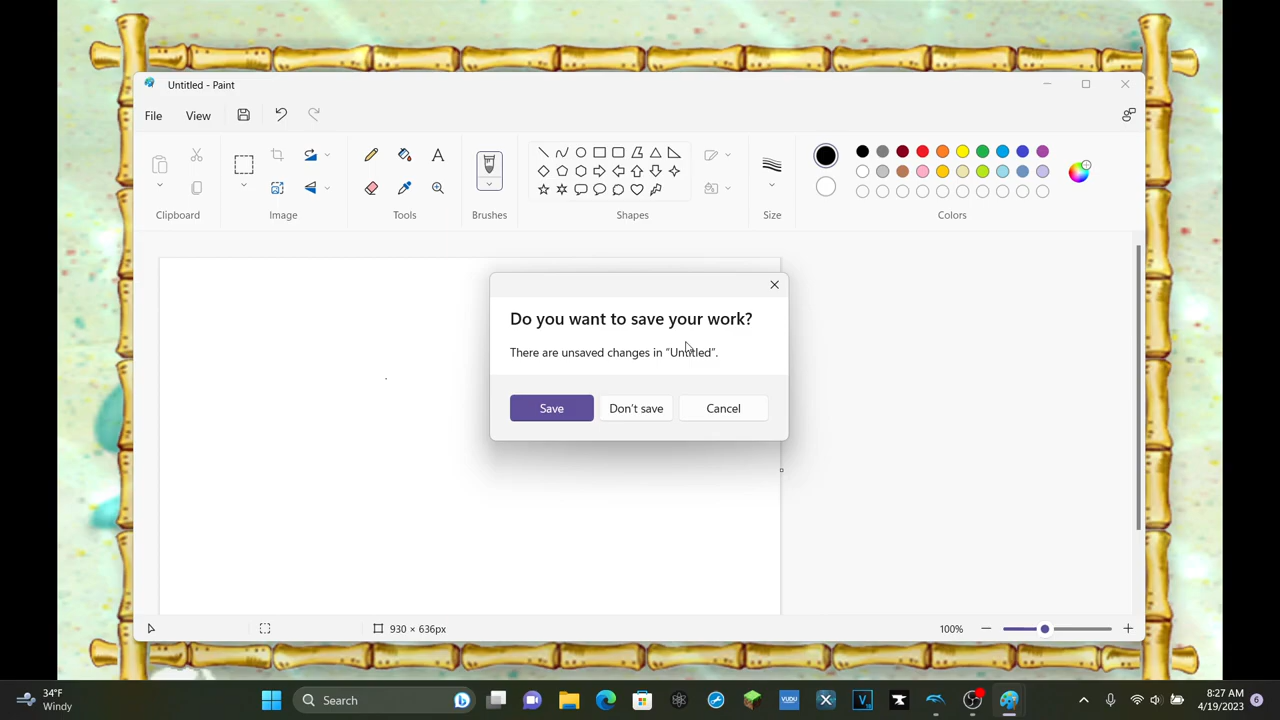 Untitled - Paint
File View
Clipboard Image Tools Brushes Shapes Size Colors
Do you want to save your work?
There are unsaved changes in “Untitled”.
Save Don’t save Cancel
930 × 636px 100%
34°F
Windy
Search
VUDU
V
8:27 AM
4/19/2023
6